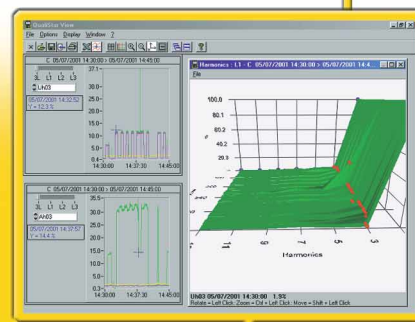 QualiStar View
File Options Display Window ?
C 05/07/2001 14:30:00 > 05/07/2001 14:45:00
3L L1 L2 L3
Uh03
05/07/2001 14:32:52
Y = 12.3 %
37.1
30.0
25.0
20.0
15.0
10.0
5.0
0.4
14:30:00 14:37:30 14:45:00
C 05/07/2001 14:30:00 > 05/07/2001 14:45:00
3L L1 L2 L3
Ah03
05/07/2001 14:37:52
Y = 14.4 %
35.5
30.0
25.0
20.0
15.0
10.0
5.0
14:30:00 14:37:30 14:45:00
Harmonics : L1 - C 05/07/2001 14:30:00 > 05/07/2001 14:4...
File
100.0
80.1
60.2
%
20.3
11 9 7 5 3
Harmonics
Uh03 05/07/2001 14:30:00 1.9%
Rotate = Left Click; Zoom = Ctrl + Left Click; Move = Shift + Left Click